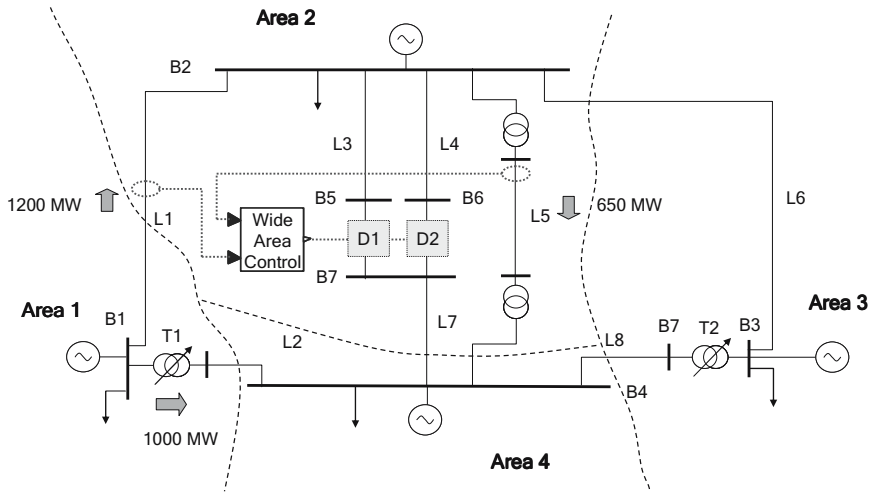 Area 2
B2
L3
L4
1200 MW
L1
B5
B6
L5
650 MW
L6
Wide
Area
Control
D1
D2
B7
Area 1
B1
T1
L2
L7
L8
B7
T2
B3
Area 3
B4
1000 MW
Area 4